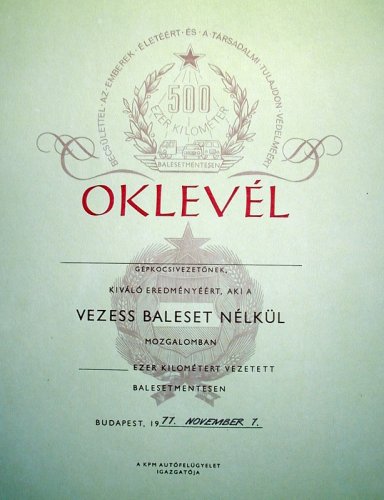 BECSÜLETTEL · AZ EMBEREK · ÉLETÉÉRT · ÉS · A TÁRSADALMI TULAJDON · VÉDELMÉÉRT
500
EZER KILOMÉTER
BALESETMENTESEN
OKLEVÉL
GÉPKOCSIVEZETŐNEK,
KIVÁLÓ EREDMÉNYÉÉRT, AKI A
VEZESS BALESET NÉLKÜL
MOZGALOMBAN
EZER KILOMÉTERT VEZETETT
BALESETMENTESEN
BUDAPEST, 1977. NOVEMBER 7.
A KPM AUTÓFELÜGYELET
IGAZGATÓJA